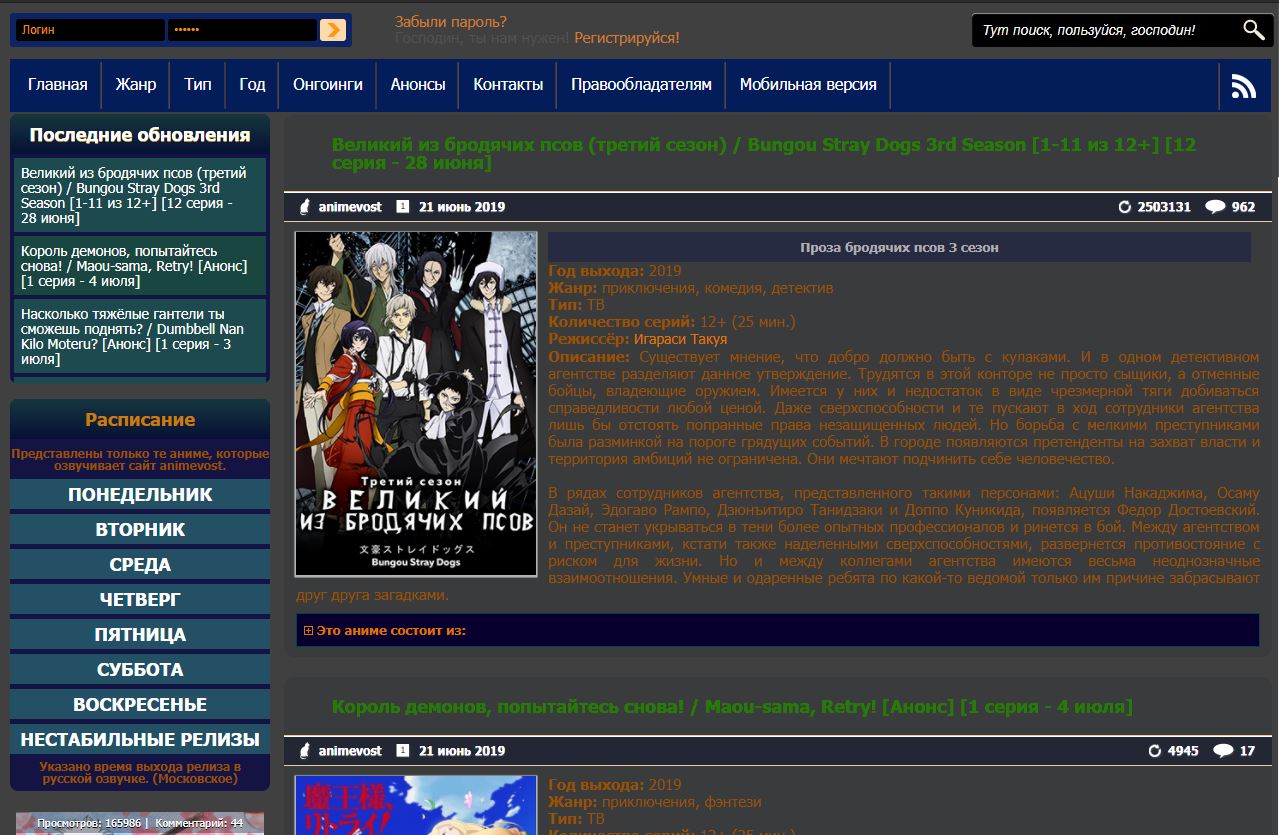 Логин
••••••
Забыли пароль?
Господин, ты нам нужен! Регистрируйся!
Тут поиск, пользуйся, господин!
Главная Жанр Тип Год Онгоинги Анонсы Контакты Правообладателям Мобильная версия
Последние обновления
Великий из бродячих псов (третий
сезон) / Bungou Stray Dogs 3rd
Season [1-11 из 12+] [12 серия -
28 июня]
Король демонов, попытайтесь
снова! / Maou-sama, Retry! [Анонс]
[1 серия - 4 июля]
Насколько тяжёлые гантели ты
сможешь поднять? / Dumbbell Nan
Kilo Moteru? [Анонс] [1 серия - 3
июля]
Расписание
Представлены только те аниме, которые
озвучивает сайт animevost.
ПОНЕДЕЛЬНИК
ВТОРНИК
СРЕДА
ЧЕТВЕРГ
ПЯТНИЦА
СУББОТА
ВОСКРЕСЕНЬЕ
НЕСТАБИЛЬНЫЕ РЕЛИЗЫ
Указано время выхода релиза в
русской озвучке. (Московское)
Просмотров: 165986 | Комментарий: 44
Великий из бродячих псов (третий сезон) / Bungou Stray Dogs 3rd Season [1-11 из 12+] [12
серия - 28 июня]
animevost 1 21 июнь 2019 2503131 962
Третий сезон
ВЕЛИКИЙ
ИЗ БРОДЯЧИХ ПСОВ
文豪ストレイドッグス
Bungou Stray Dogs
Проза бродячих псов 3 сезон
Год выхода: 2019
Жанр: приключения, комедия, детектив
Тип: ТВ
Количество серий: 12+ (25 мин.)
Режиссёр: Игараси Такуя
Описание: Существует мнение, что добро должно быть с кулаками. И в одном детективном
агентстве разделяют данное утверждение. Трудятся в этой конторе не просто сыщики, а отменные
бойцы, владеющие оружием. Имеется у них и недостаток в виде чрезмерной тяги добиваться
справедливости любой ценой. Даже сверхспособности и те пускают в ход сотрудники агентства
лишь бы отстоять попранные права незащищенных людей. Но борьба с мелкими преступниками
была разминкой на пороге грядущих событий. В городе появляются претенденты на захват власти и
территория амбиций не ограничена. Они мечтают подчинить себе человечество.
В рядах сотрудников агентства, представленного такими персонами: Ацуши Накаджима, Осаму
Дазай, Эдогаво Рампо, Дзюнъитиро Танидзаки и Доппо Куникида, появляется Федор Достоевский.
Он не станет укрываться в тени более опытных профессионалов и ринется в бой. Между агентством
и преступниками, кстати также наделенными сверхспособностями, развернется противостояние с
риском для жизни. Но и между коллегами агентства имеются весьма неоднозначные
взаимоотношения. Умные и одаренные ребята по какой-то ведомой только им причине забрасывают
друг друга загадками.
Это аниме состоит из:
Король демонов, попытайтесь снова! / Maou-sama, Retry! [Анонс] [1 серия - 4 июля]
animevost 1 21 июнь 2019 4945 17
魔王様、
リトライ!
Год выхода: 2019
Жанр: приключения, фэнтези
Тип: ТВ
Количество серий: 12+ (25 мин.)